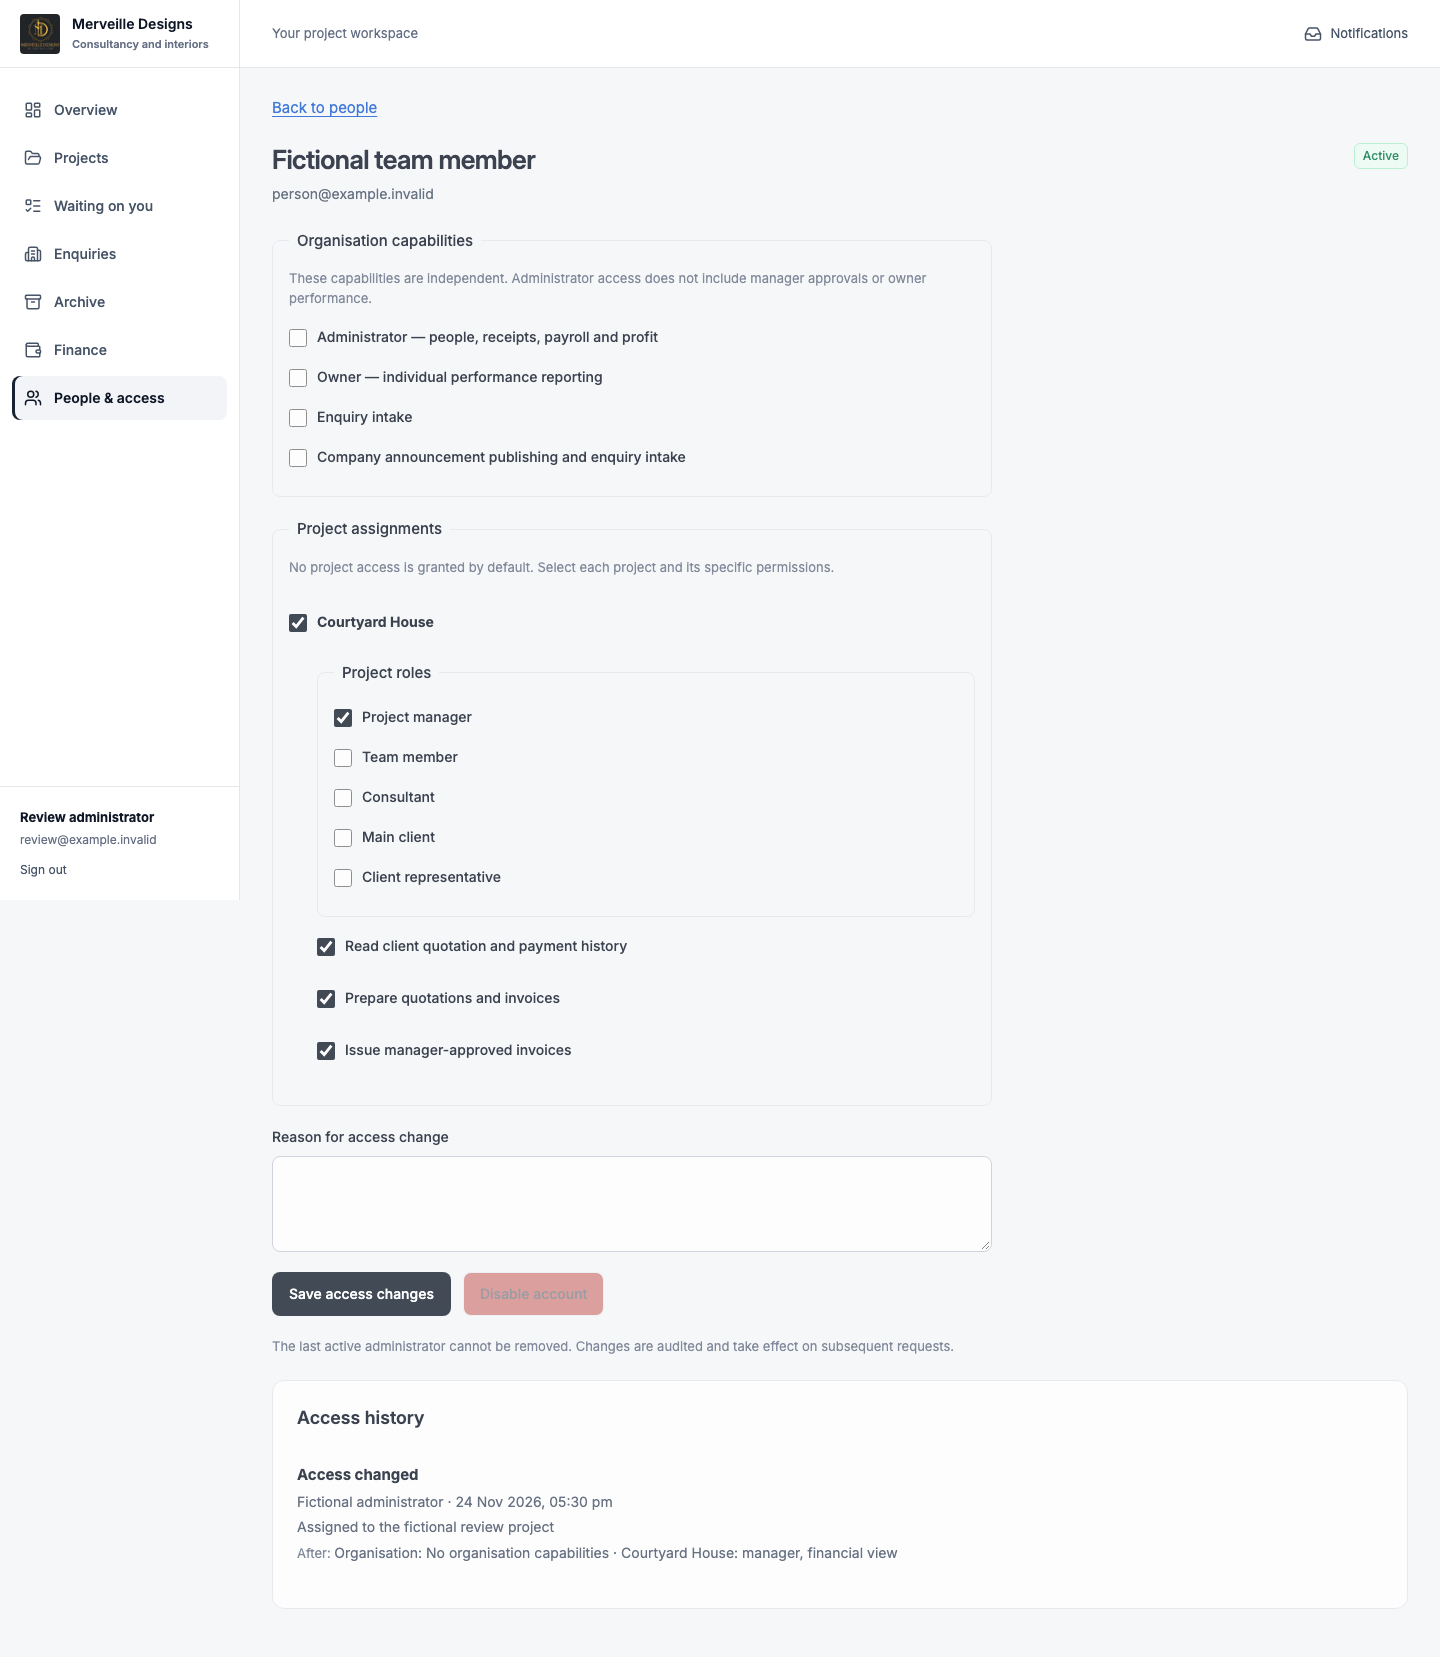 Merveille Designs
Consultancy and interiors
Your project workspace
Notifications
Overview
Projects
Waiting on you
Enquiries
Archive
Finance
People & access
Review administrator
review@example.invalid
Sign out
Back to people
Fictional team member
Active
person@example.invalid
Organisation capabilities
These capabilities are independent. Administrator access does not include manager approvals or owner
performance.
Administrator — people, receipts, payroll and profit
Owner — individual performance reporting
Enquiry intake
Company announcement publishing and enquiry intake
Project assignments
No project access is granted by default. Select each project and its specific permissions.
Courtyard House
Project roles
Project manager
Team member
Consultant
Main client
Client representative
Read client quotation and payment history
Prepare quotations and invoices
Issue manager-approved invoices
Reason for access change
Save access changes
Disable account
The last active administrator cannot be removed. Changes are audited and take effect on subsequent requests.
Access history
Access changed
Fictional administrator · 24 Nov 2026, 05:30 pm
Assigned to the fictional review project
After: Organisation: No organisation capabilities · Courtyard House: manager, financial view